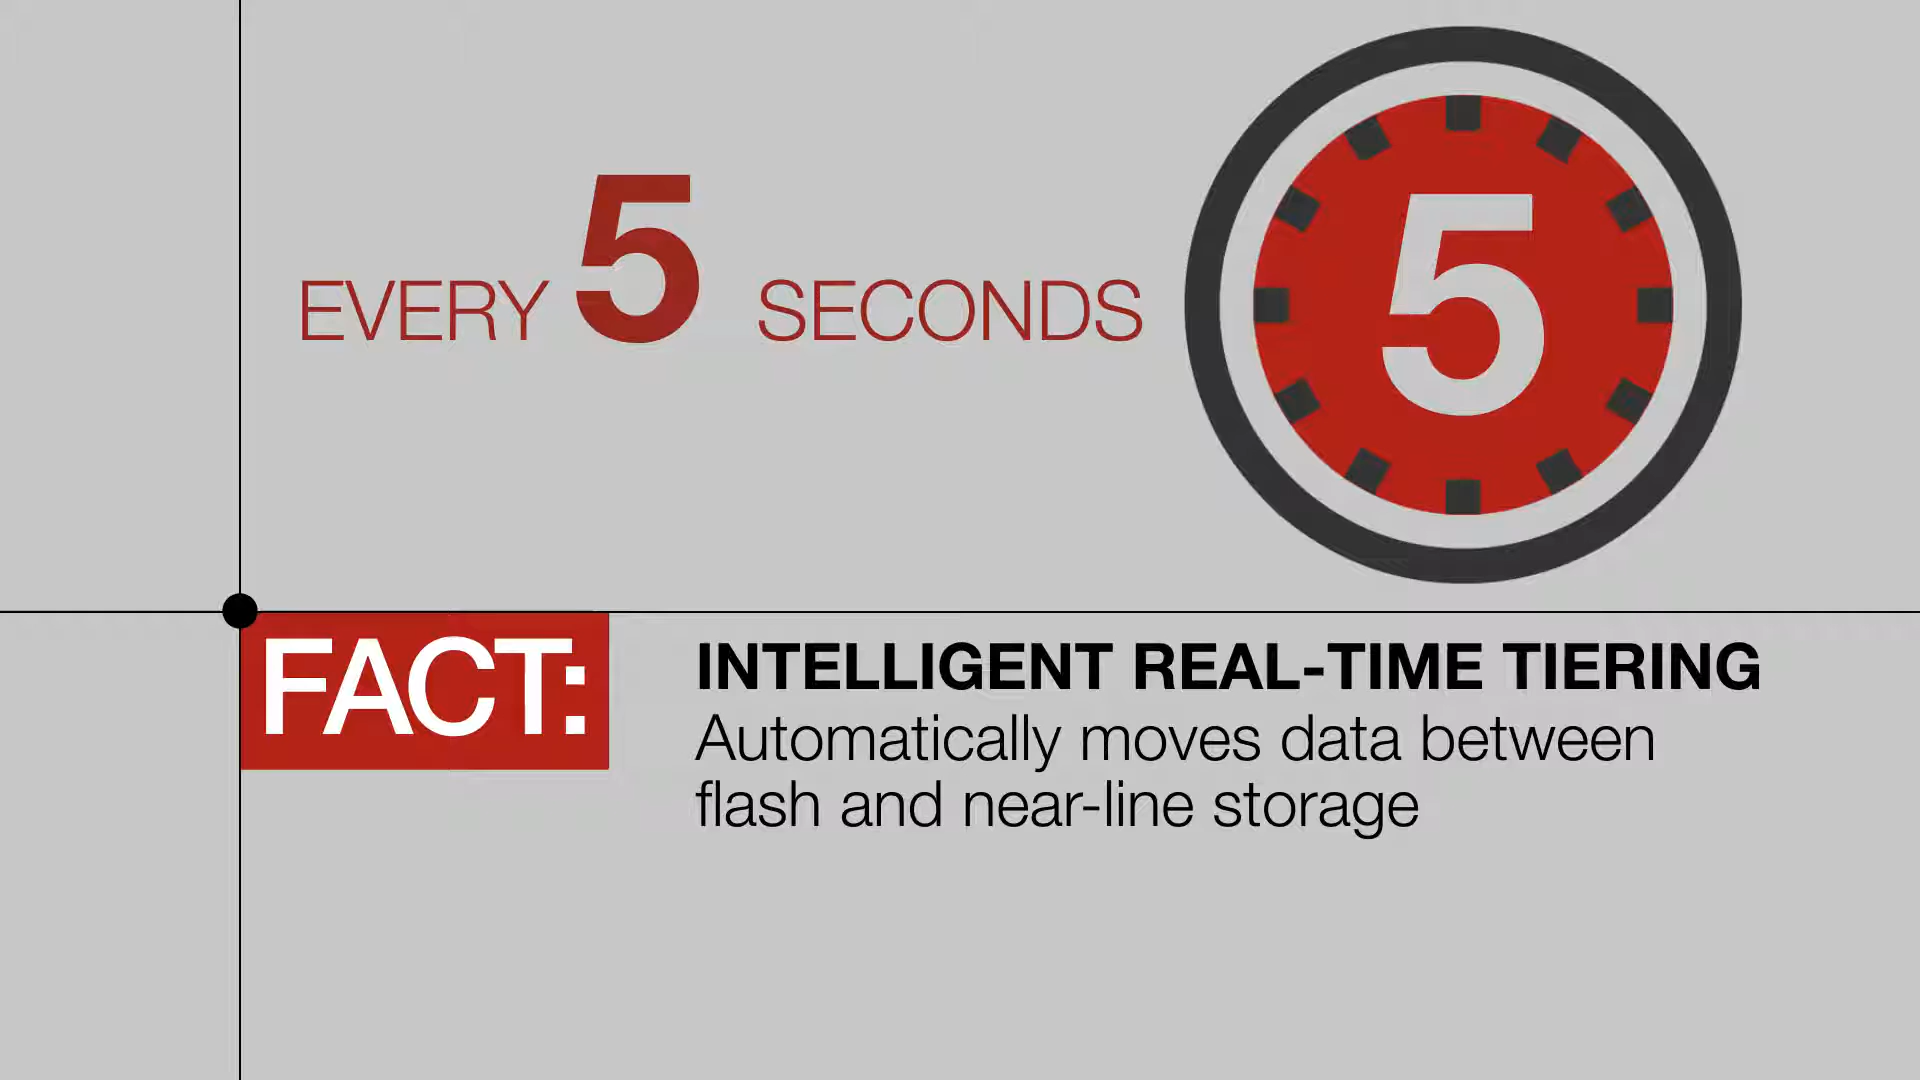 EVERY 5 SECONDS
5
FACT:
INTELLIGENT REAL-TIME TIERING
Automatically moves data between
flash and near-line storage